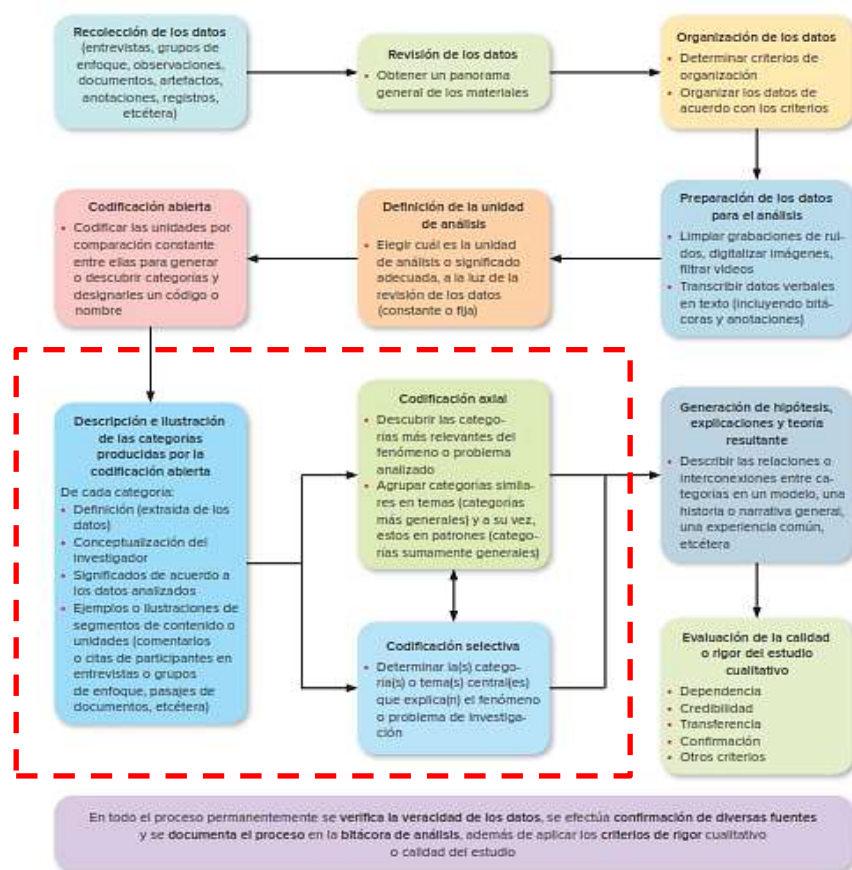 Recolección de los datos
(entrevistas, grupos de
enfoque, observaciones,
documentos, artefactos,
anotaciones, registros,
etcétera)
Revisión de los datos
• Obtener un panorama
general de los materiales
Organización de los datos
• Determinar criterios de
organización
• Organizar los datos de
acuerdo con los criterios
Codificación abierta
• Codificar las unidades por
comparación constante
entre ellas para generar
o descubrir categorías y
designarles un código o
nombre
Definición de la unidad
de análisis
• Elegir cuál es la unidad
de análisis o significado
adecuada, a la luz de la
revisión de los datos
(constante o fija)
Preparación de los datos
para el análisis
• Limpiar grabaciones de rui-
dos, digitalizar imágenes,
filtrar videos
• Transcribir datos verbales
en texto (incluyendo bitá-
coras y anotaciones)
Descripción e ilustración
de las categorías
producidas por la
codificación abierta
De cada categoría:
• Definición (extraída de los
datos)
• Conceptualización del
investigador
• Significados de acuerdo a
los datos analizados
• Ejemplos o ilustraciones de
segmentos de contenido o
unidades (comentarios
o citas de participantes en
entrevistas o grupos
de enfoque, pasajes de
documentos, etcétera)
Codificación axial
• Descubrir las catego-
rías más relevantes del
fenómeno o problema
analizado
• Agrupar categorías simila-
res en temas (categorías
más generales) y a su vez,
estos en patrones (catego-
rías sumamente generales)
Codificación selectiva
• Determinar la(s) catego-
ría(s) o tema(s) central(es)
que explica(n) el fenómeno
o problema de investiga-
ción
Generación de hipótesis,
explicaciones y teoría
resultante
• Describir las relaciones o
interconexiones entre ca-
tegorías en un modelo, una
historia o narrativa general,
una experiencia común,
etcétera
Evaluación de la calidad
o rigor del estudio
cualitativo
• Dependencia
• Credibilidad
• Transferencia
• Confirmación
• Otros criterios
En todo el proceso permanentemente se verifica la veracidad de los datos, se efectúa confirmación de diversas fuentes
y se documenta el proceso en la bitácora de análisis, además de aplicar los criterios de rigor cualitativo
o calidad del estudio